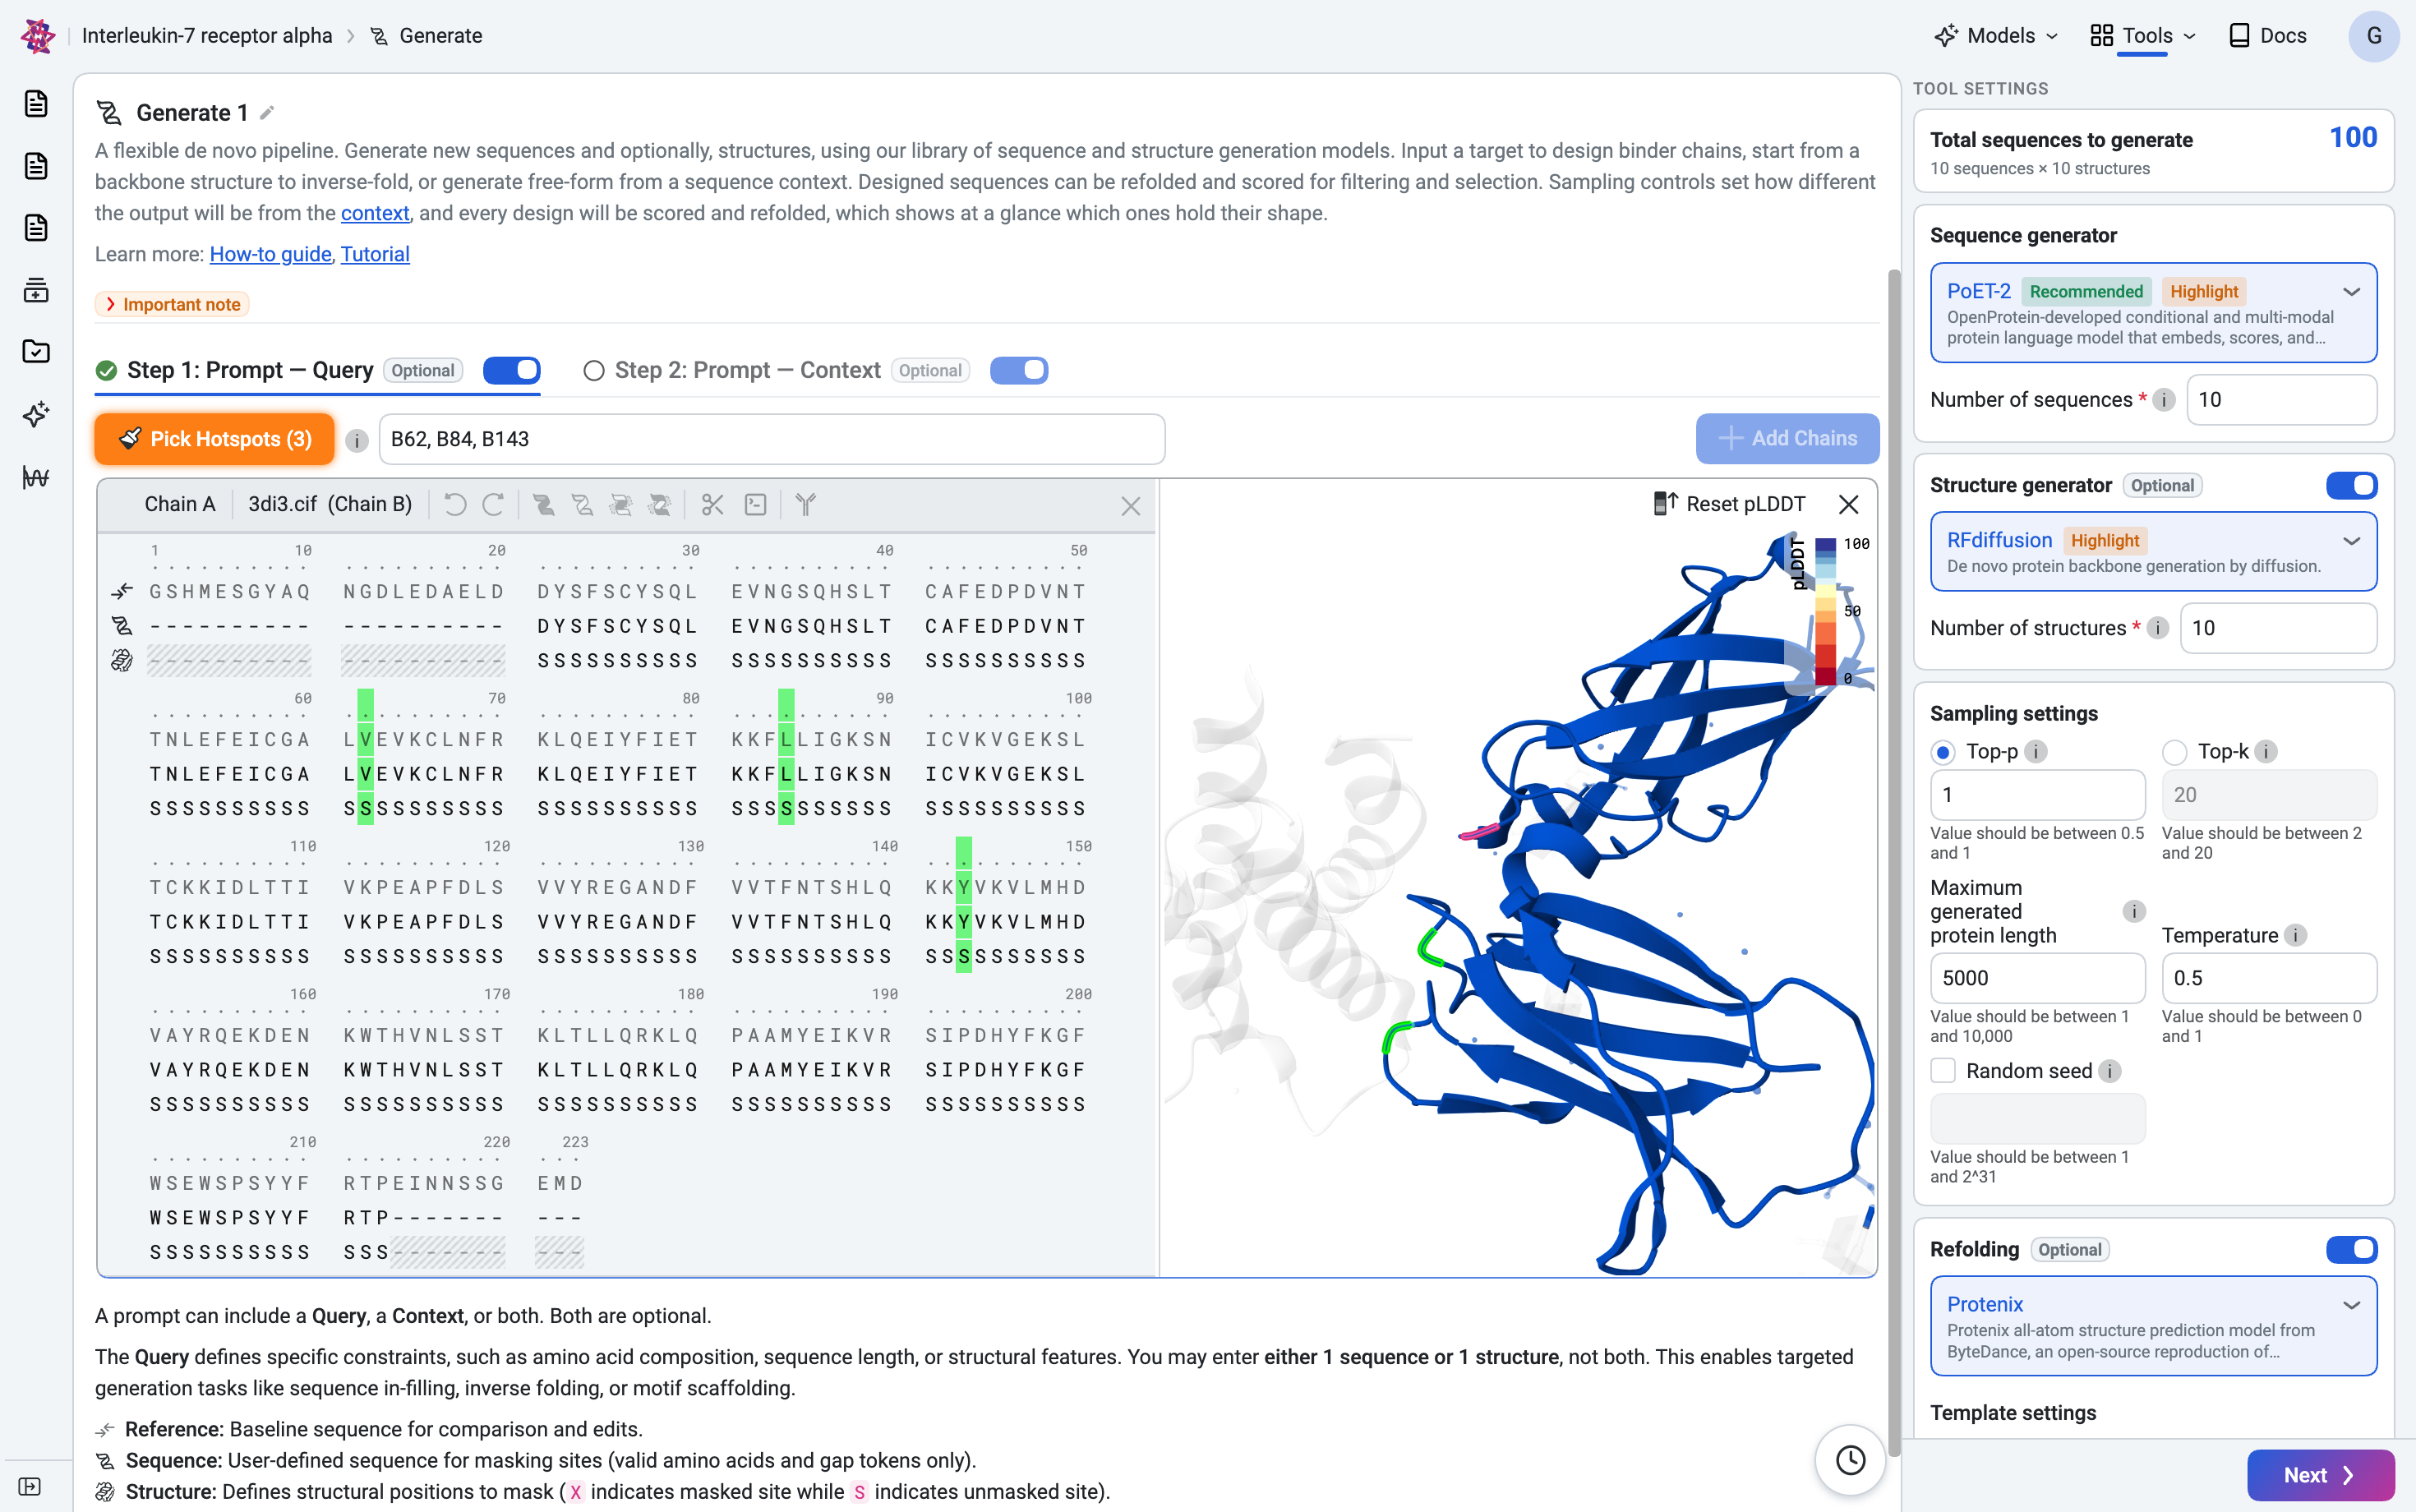 Interleukin-7 receptor alpha > Generate
Models
Tools
Docs
G
Generate 1
A flexible de novo pipeline. Generate new sequences and optionally, structures, using our library of sequence and structure generation models. Input a target to design binder chains, start from a
backbone structure to inverse-fold, or generate free-form from a sequence context. Designed sequences can be refolded and scored for filtering and selection. Sampling controls set how different
the output will be from the context, and every design will be scored and refolded, which shows at a glance which ones hold their shape.
Learn more: How-to guide, Tutorial
Important note
Step 1: Prompt — Query Optional
Step 2: Prompt — Context Optional
Pick Hotspots (3) i B62, B84, B143
Add Chains
Chain A 3di3.cif (Chain B)
1 10 20 30 40 50
GSHMESGYAQ NGDLEDAELD DYSFSCYSQL EVNGSQHSLT CAFEDPDVNT
---------- ---------- DYSFSCYSQL EVNGSQHSLT CAFEDPDVNT
---------- ---------- SSSSSSSSSS SSSSSSSSSS SSSSSSSSSS
60 70 80 90 100
TNLEFEICGA LVEVKCLNFR KLQEIYFIET KKFLLIGKSN ICVKVGEKSL
TNLEFEICGA LVEVKCLNFR KLQEIYFIET KKFLLIGKSN ICVKVGEKSL
SSSSSSSSSS SSSSSSSSSS SSSSSSSSSS SSSSSSSSSS SSSSSSSSSS
110 120 130 140 150
TCKKIDLTTI VKPEAPFDLS VVYREGANDF VVTFNTSHLQ KKYVKVLMHD
TCKKIDLTTI VKPEAPFDLS VVYREGANDF VVTFNTSHLQ KKYVKVLMHD
SSSSSSSSSS SSSSSSSSSS SSSSSSSSSS SSSSSSSSSS SSSSSSSSSS
160 170 180 190 200
VAYRQEKDEN KWTHVNLSST KLTLLQRKLQ PAAMYEIKVR SIPDHYFKGF
VAYRQEKDEN KWTHVNLSST KLTLLQRKLQ PAAMYEIKVR SIPDHYFKGF
SSSSSSSSSS SSSSSSSSSS SSSSSSSSSS SSSSSSSSSS SSSSSSSSSS
210 220 223
WSEWSPSYYF RTPEINNSSG EMD
WSEWSPSYYF RTP------- ---
SSSSSSSSSS SSS------- ---
Reset pLDDT
pLDDT
100
50
0
A prompt can include a Query, a Context, or both. Both are optional.
The Query defines specific constraints, such as amino acid composition, sequence length, or structural features. You may enter either 1 sequence or 1 structure, not both. This enables targeted
generation tasks like sequence in-filling, inverse folding, or motif scaffolding.
Reference: Baseline sequence for comparison and edits.
Sequence: User-defined sequence for masking sites (valid amino acids and gap tokens only).
Structure: Defines structural positions to mask ( X indicates masked site while S indicates unmasked site).
TOOL SETTINGS
Total sequences to generate 100
10 sequences × 10 structures
Sequence generator
PoET-2 Recommended Highlight
OpenProtein-developed conditional and multi-modal
protein language model that embeds, scores, and...
Number of sequences * i 10
Structure generator Optional
RFdiffusion Highlight
De novo protein backbone generation by diffusion.
Number of structures * i 10
Sampling settings
Top-p i
1
Value should be between 0.5
and 1
Top-k i
20
Value should be between 2
and 20
Maximum
generated
protein length i
5000
Value should be between 1
and 10,000
Temperature i
0.5
Value should be between 0
and 1
Random seed i
Value should be between 1
and 2^31
Refolding Optional
Protenix
Protenix all-atom structure prediction model from
ByteDance, an open-source reproduction of...
Template settings
Next